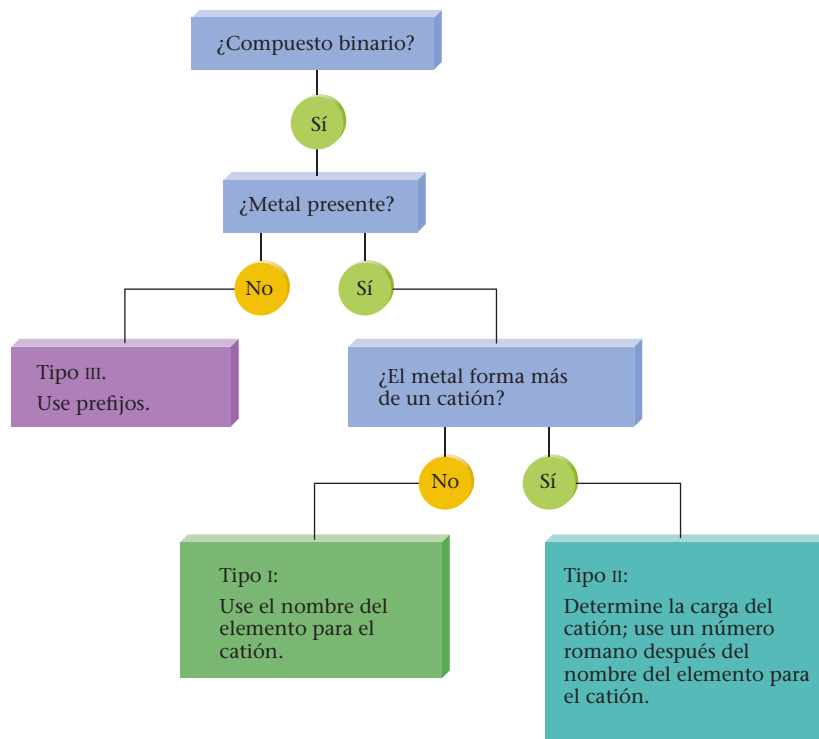 ¿Compuesto binario?
Sí
¿Metal presente?
No
Sí
Tipo III.
Use prefijos.
¿El metal forma más
de un catión?
No
Sí
Tipo I:
Use el nombre del
elemento para el
catión.
Tipo II:
Determine la carga del
catión; use un número
romano después del
nombre del elemento para
el catión.